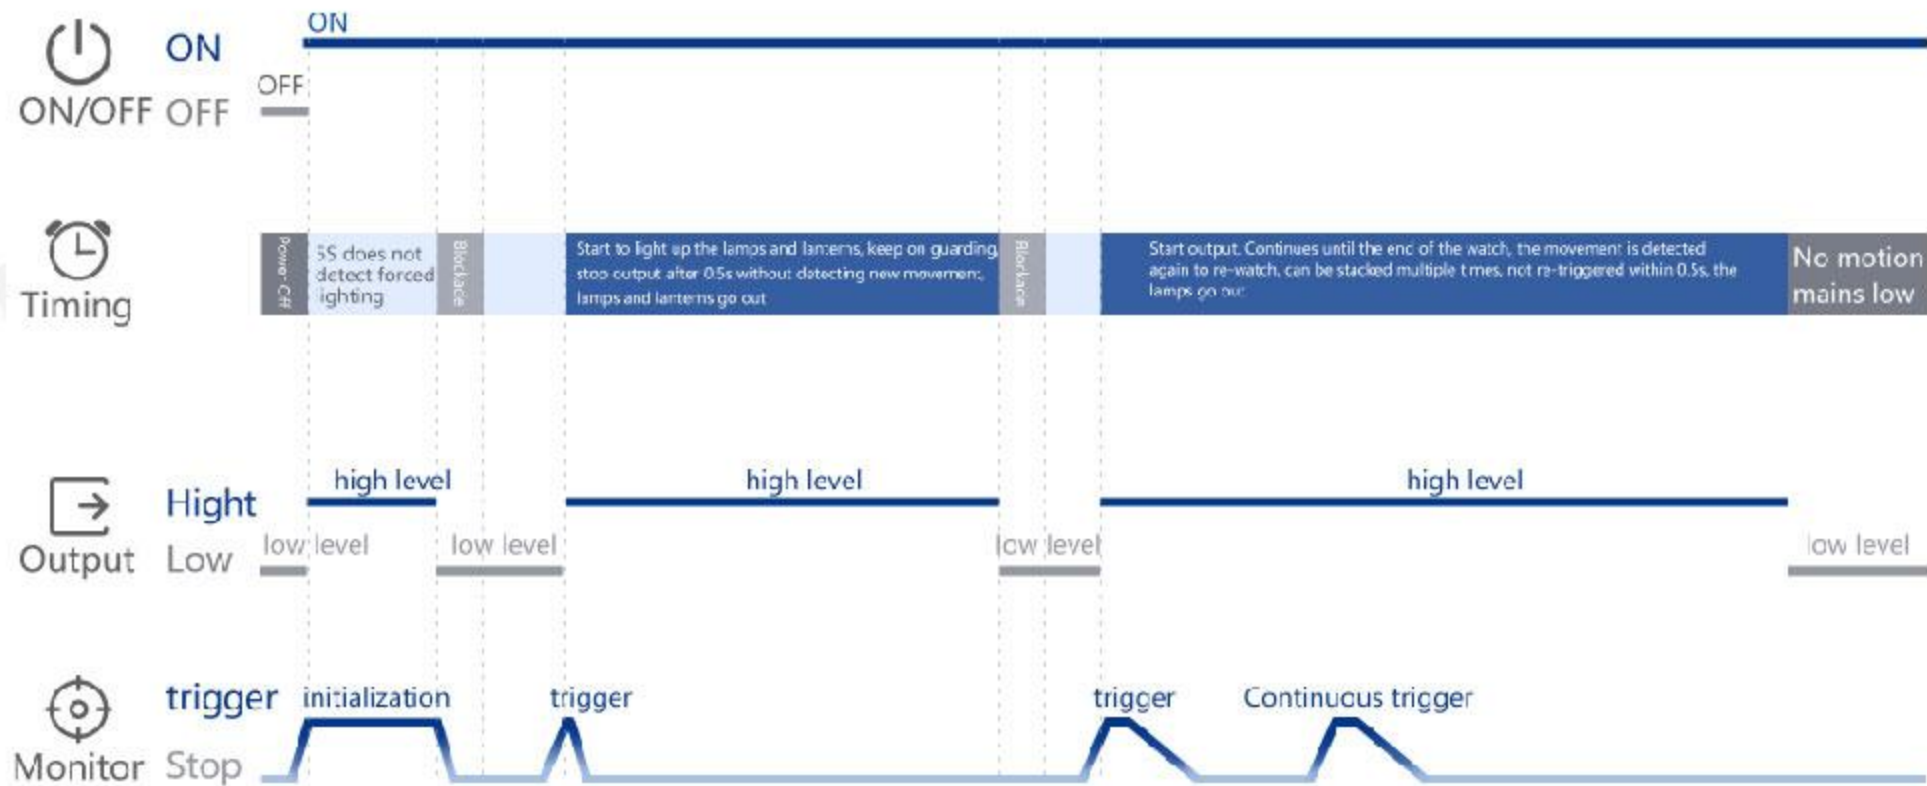 ON
ON
OFF
ON/OFF OFF
Power Off
5S does not
detect forced
lighting
Blockade
Start to light up the lamps and lanterns, keep on guarding,
stop output after 0.5s without detecting new movement,
lamps and lanterns go out
Blockade
Start output. Continues until the end of the watch, the movement is detected
again to re-watch, can be stacked multiple times, not re-triggered within 0.5s, the
lamps go out
No motion
mains low
Timing
high level
high level
high level
Hight
low level
low level
low level
low level
Output Low
trigger initialization
trigger
trigger
Continuous trigger
Monitor Stop